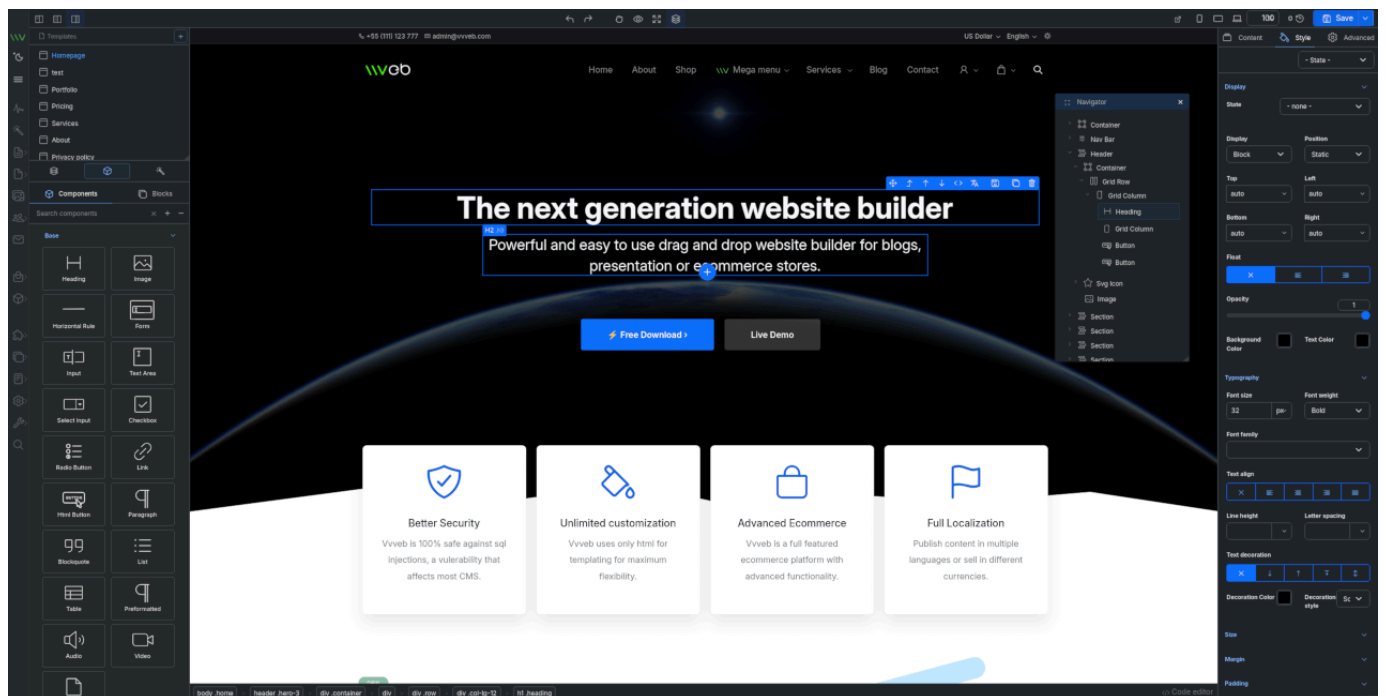 100
0
Save
Templates
Homepage
test
Portfolio
Pricing
Services
About
Privacy policy
Components
Blocks
Search components
Base
Heading
Image
Horizontal Rule
Form
Input
Text Area
Select Input
Checkbox
Radio Button
Link
Html Button
Paragraph
Blockquote
List
Table
Preformatted
Audio
Video
+55 (111) 123 777
admin@vvveb.com
US Dollar
English
Home
About
Shop
Mega menu
Services
Blog
Contact
The next generation website builder
H2
Powerful and easy to use drag and drop website builder for blogs,
presentation or ecommerce stores.
⚡ Free Download >
Live Demo
Better Security
Vvveb is 100% safe against sql
injections, a vulerability that
affects most CMS.
Unlimited customization
Vvveb uses only html for
templating for maximum
flexibility.
Advanced Ecommerce
Vvveb is a full featured
ecommerce platform with
advanced functionality.
Full Localization
Publish content in multiple
languages or sell in different
currencies.
Navigator
Container
Nav Bar
Header
Container
Grid Row
Grid Column
Heading
Grid Column
Button
Button
Svg Icon
Image
Section
Section
Section
Section
body .home
header .hero-3
div .container
div
div .row
div .col-lg-12
h1 .heading
Code editor
Content
Style
Advanced
- State -
Display
State
- none -
Display
Position
Block
Static
Top
Left
auto
auto
Bottom
Right
auto
auto
Float
Opacity
1
Background
Color
Text Color
Typography
Font size
Font weight
32
px
Bold
Font family
Text align
Line height
Letter spacing
Text decoration
Decoration Color
Decoration
style
Sc
Size
Margin
Padding